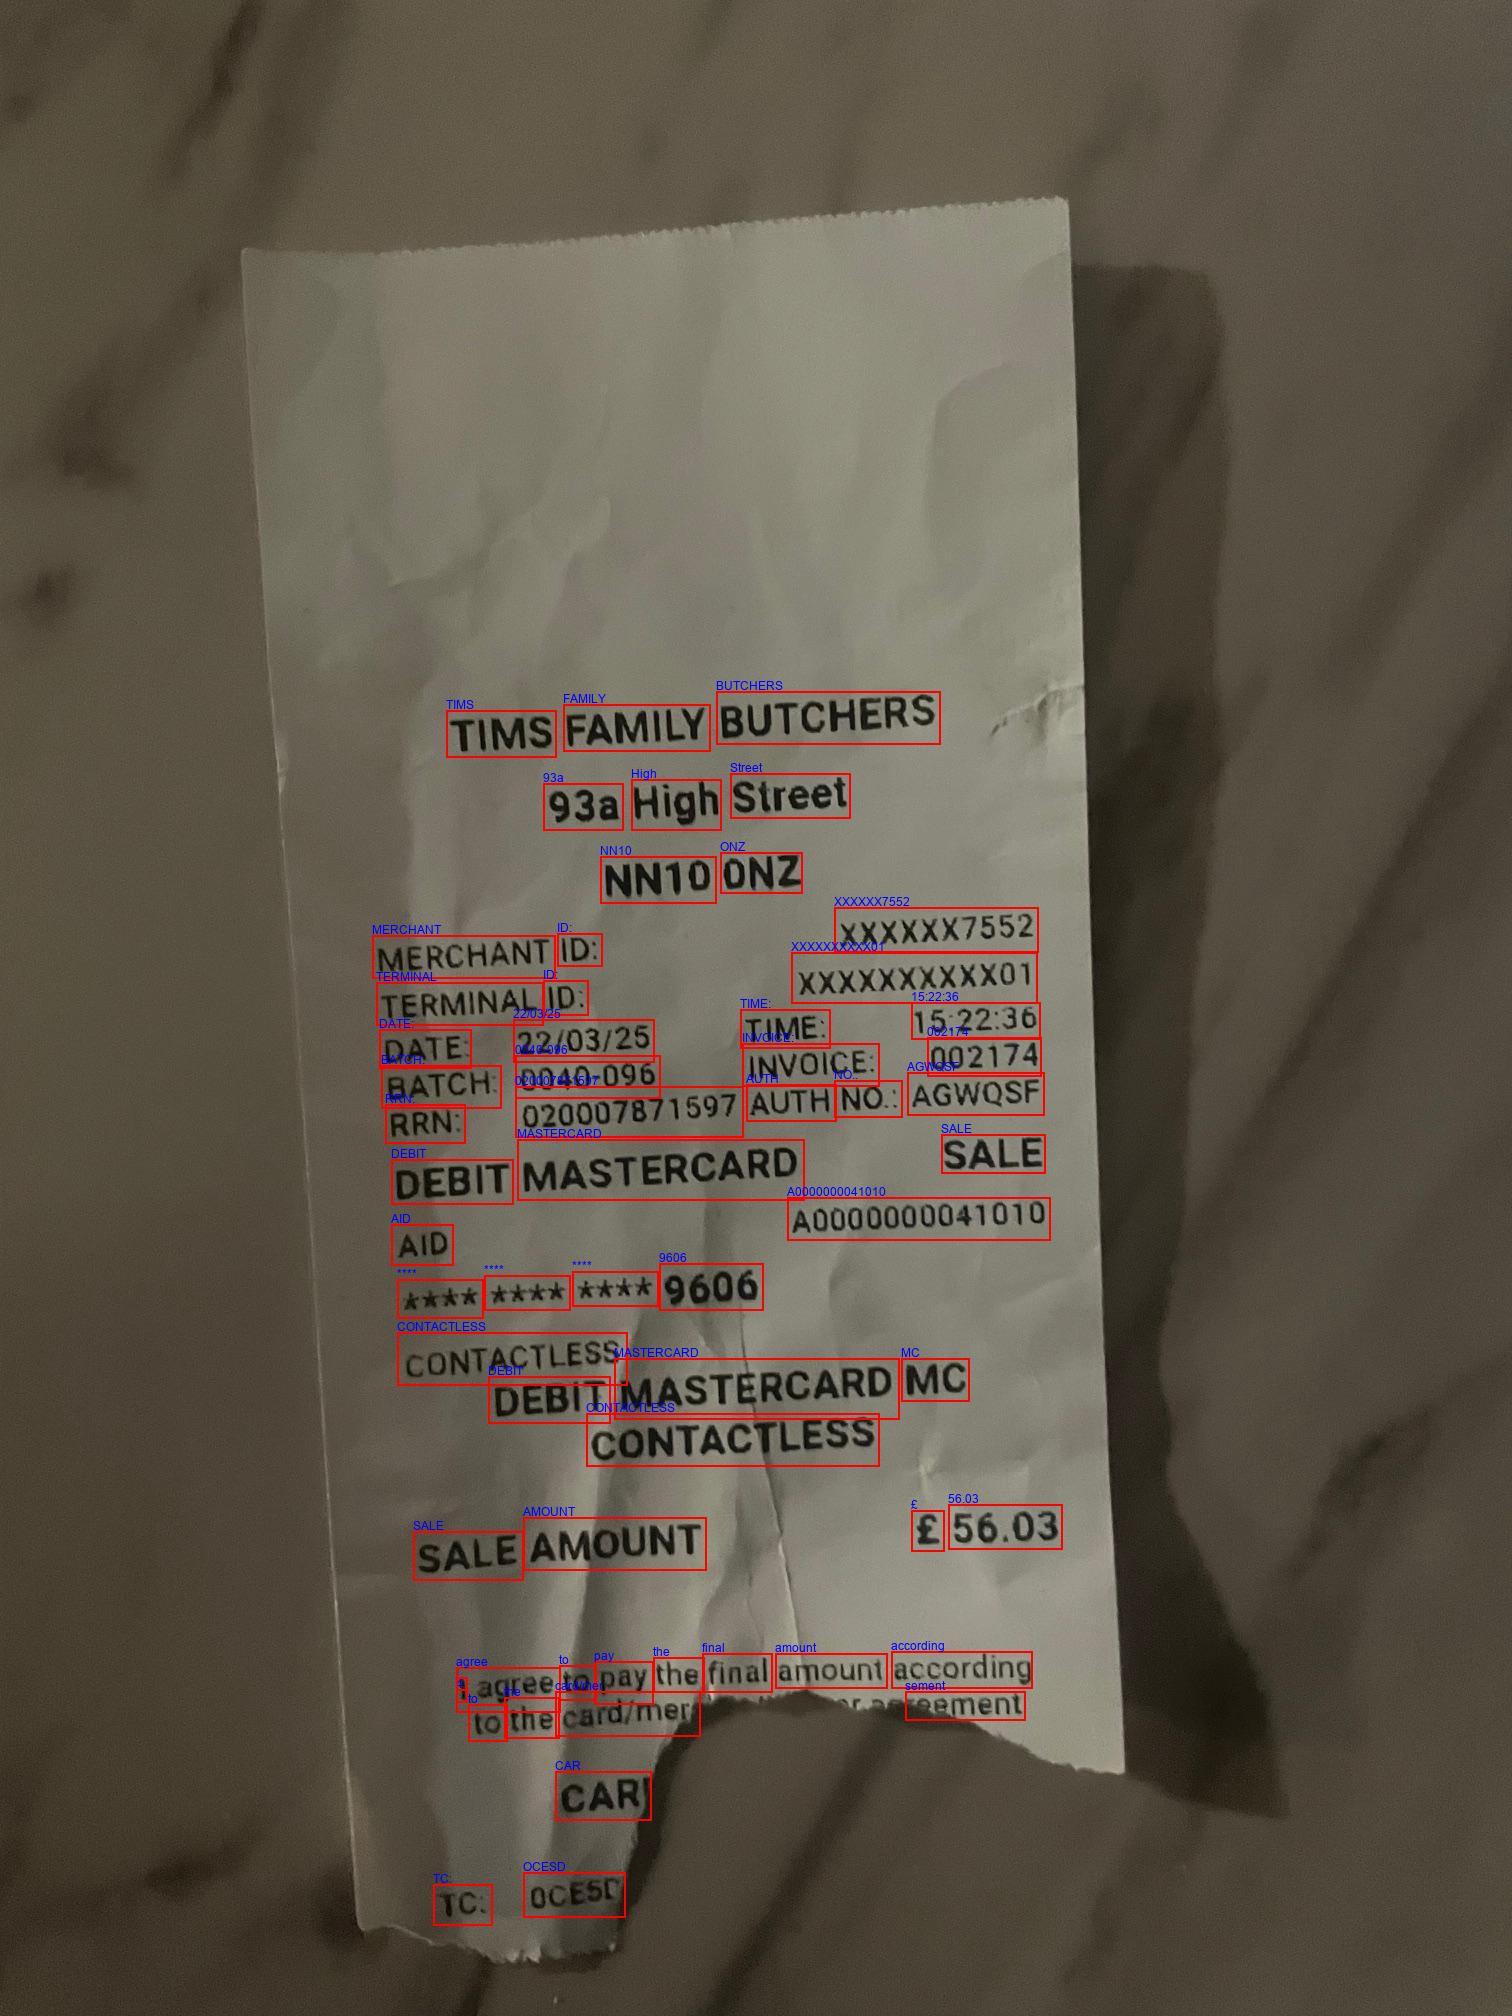 TIMS FAMILY BUTCHERS
93a High Street
NN10 0NZ
MERCHANT ID: XXXXXX7552
TERMINAL ID: XXXXXXXXXX01
DATE: 22/03/25 TIME: 15:22:36
BATCH: 0040-096 INVOICE: 002174
RRN: 020007871597 AUTH NO.: AGWQSF
DEBIT MASTERCARD SALE
AID A0000000041010
**** **** **** 9606
CONTACTLESS
DEBIT MASTERCARD MC
CONTACTLESS
SALE AMOUNT £ 56.03
I agree to pay the final amount according
to the card/mer agreement
CAR
TC: 0CE5D